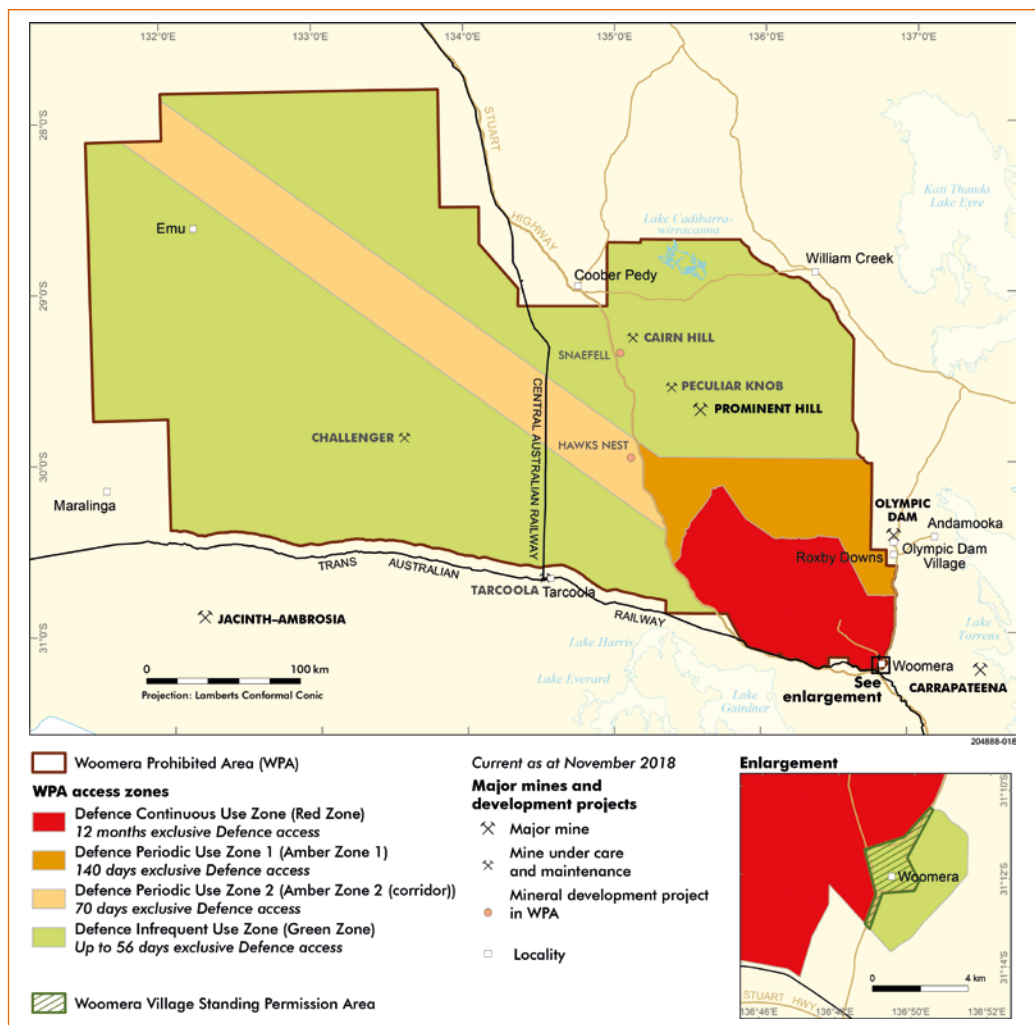 132°0'E
133°0'E
134°0'E
135°0'E
136°0'E
137°0'E
28°S
29°0'S
30°0'S
31°0'S
STUART
HIGHWAY
Kati Thanda
Lake Eyre
Lake Cadibarra-
wirracanna
Emu
Coober Pedy
William Creek
CAIRN HILL
SNAEFELL
PECULIAR KNOB
PROMINENT HILL
CENTRAL AUSTRALIAN RAILWAY
CHALLENGER
HAWKS NEST
Maralinga
OLYMPIC
DAM
Andamooka
Roxby Downs
Olympic Dam
Village
TRANS AUSTRALIAN RAILWAY
TARCOOLA
Tarcoola
JACINTH–AMBROSIA
Lake Harris
Lake Everard
Lake
Gairdner
Lake
Torrens
Woomera
See
enlargement
CARRAPATEENA
0
100 km
Projection: Lamberts Conformal Conic
204888-018
Woomera Prohibited Area (WPA)
WPA access zones
Defence Continuous Use Zone (Red Zone)
12 months exclusive Defence access
Defence Periodic Use Zone 1 (Amber Zone 1)
140 days exclusive Defence access
Defence Periodic Use Zone 2 (Amber Zone 2 (corridor))
70 days exclusive Defence access
Defence Infrequent Use Zone (Green Zone)
Up to 56 days exclusive Defence access
Woomera Village Standing Permission Area
Current as at November 2018
Major mines and
development projects
Major mine
Mine under care
and maintenance
Mineral development project
in WPA
Locality
Enlargement
31°10'S
31°12'S
31°14'S
Woomera
0
4 km
STUART HWY
136°46'E
136°50'E
136°52'E